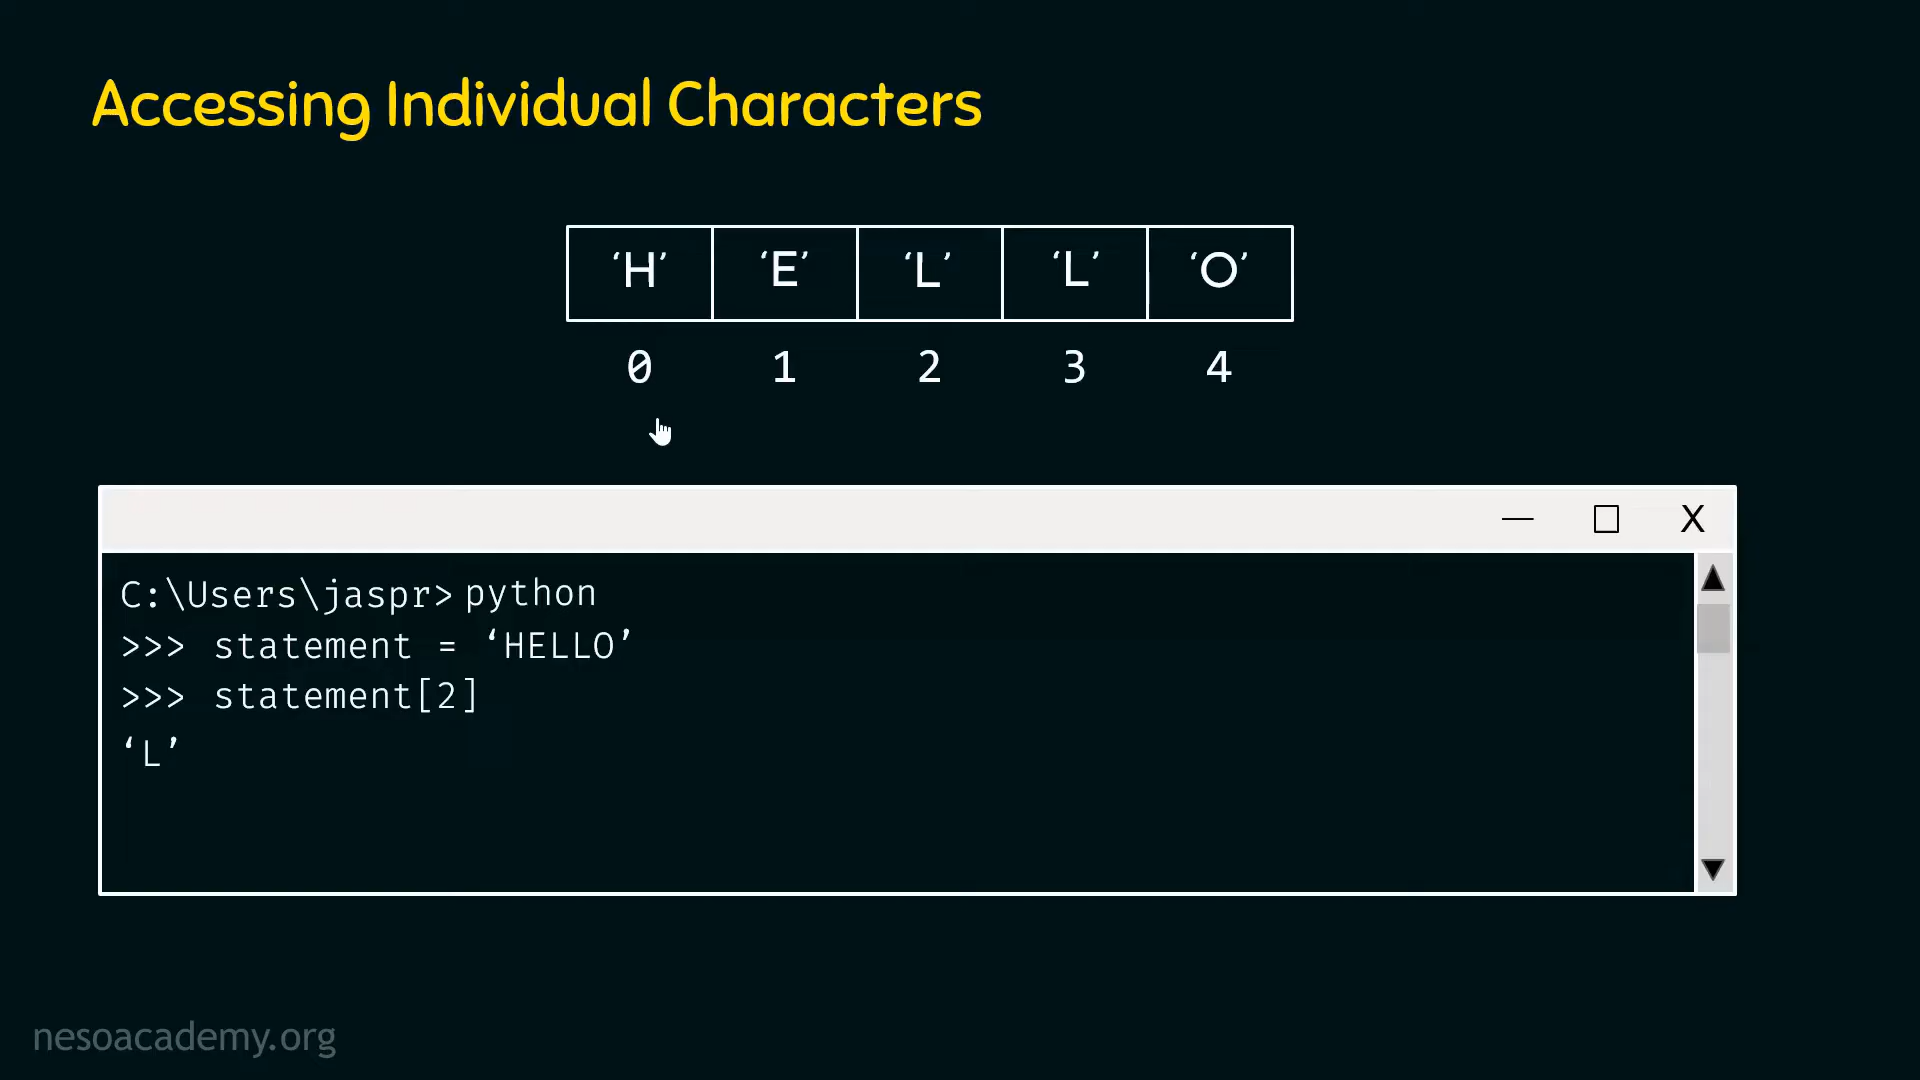 Accessing Individual Characters
‘H’ ‘E’ ‘L’ ‘L’ ‘O’
0 1 2 3 4
— □ X
C:\Users\jaspr> python
>>> statement = ‘HELLO’
>>> statement[2]
‘L’
nesoacademy.org